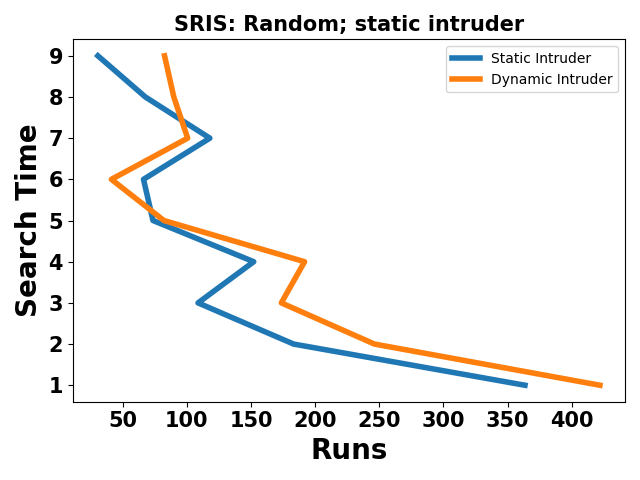 SRIS: Random; static intruder
Static Intruder
Dynamic Intruder
Search Time
9
8
7
6
5
4
3
2
1
50 100 150 200 250 300 350 400
Runs